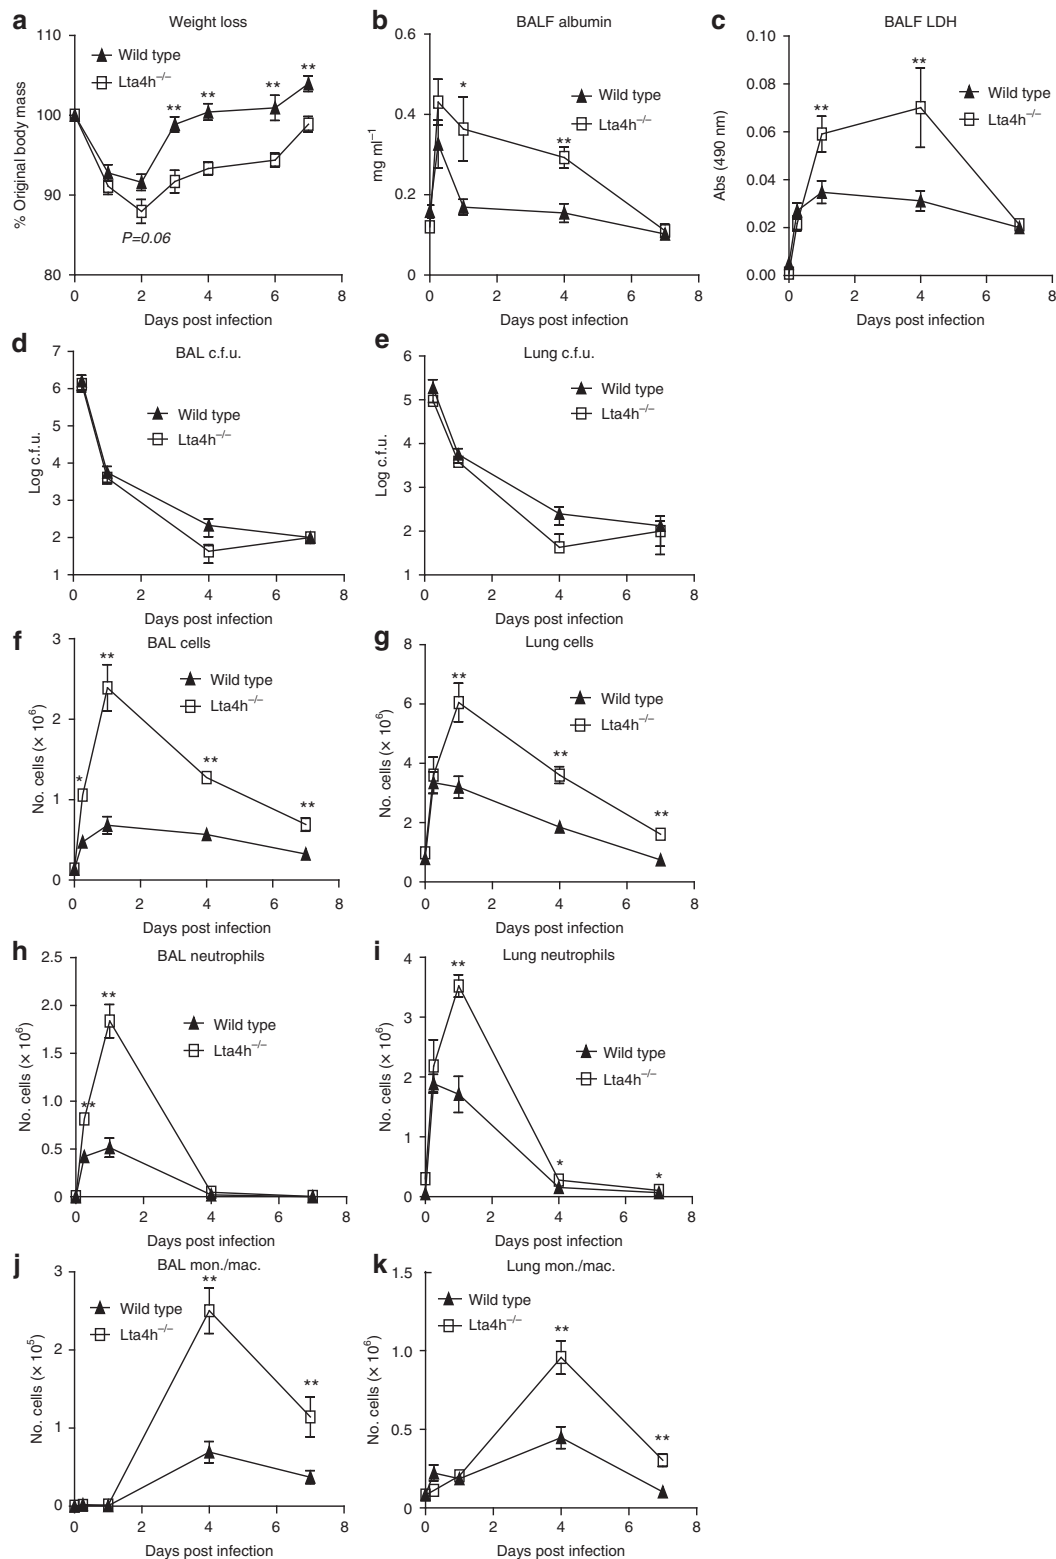 a
Weight loss
110
100
90
80
% Original body mass
Wild type
Lta4h–/–
**
**
**
**
P=0.06
0
2
4
6
8
Days post infection
b
BALF albumin
0.6
0.4
0.2
0
mg ml–1
Wild type
Lta4h–/–
*
**
0
2
4
6
8
Days post infection
c
BALF LDH
0.10
0.08
0.06
0.04
0.02
0.00
Abs (490 nm)
Wild type
Lta4h–/–
**
**
0
2
4
6
8
Days post infection
d
BAL c.f.u.
7
6
5
4
3
2
1
Log c.f.u.
Wild type
Lta4h–/–
0
2
4
6
8
Days post infection
e
Lung c.f.u.
6
5
4
3
2
1
Log c.f.u.
Wild type
Lta4h–/–
0
2
4
6
8
Days post infection
f
BAL cells
3
2
1
0
No. cells (× 10⁶)
Wild type
Lta4h–/–
*
**
**
**
0
2
4
6
8
Days post infection
g
Lung cells
8
6
4
2
0
No. cells (× 10⁶)
Wild type
Lta4h–/–
**
**
**
0
2
4
6
8
Days post infection
h
BAL neutrophils
2.5
2.0
1.5
1.0
0.5
0
No. cells (× 10⁶)
Wild type
Lta4h–/–
**
**
0
2
4
6
8
Days post infection
i
Lung neutrophils
4
3
2
1
0
No. cells (× 10⁶)
Wild type
Lta4h–/–
**
*
*
0
2
4
6
8
Days post infection
j
BAL mon./mac.
3
2
1
0
No. cells (× 10⁵)
Wild type
Lta4h–/–
**
**
0
2
4
6
8
Days post infection
k
Lung mon./mac.
1.5
1.0
0.5
0
No. cells (× 10⁶)
Wild type
Lta4h–/–
**
**
0
2
4
6
8
Days post infection